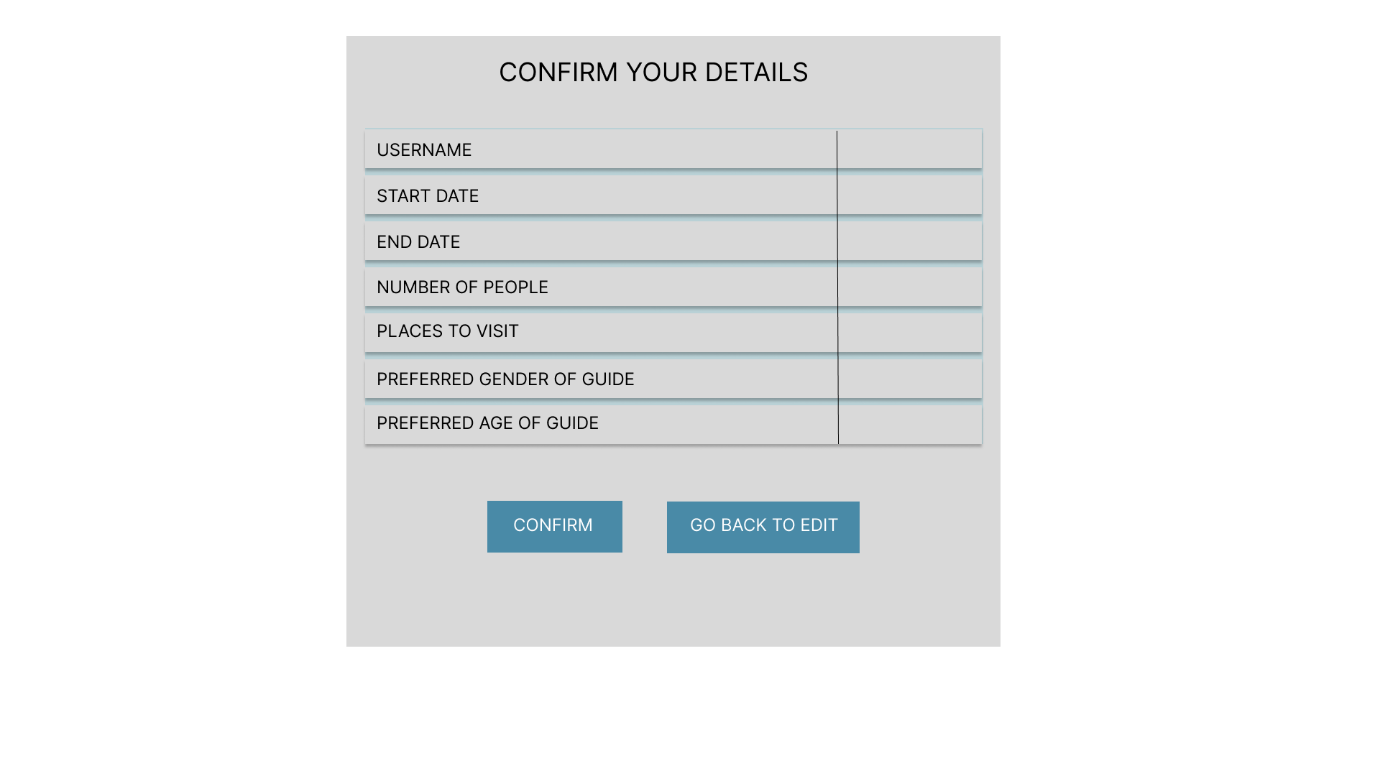 CONFIRM YOUR DETAILS
USERNAME
START DATE
END DATE
NUMBER OF PEOPLE
PLACES TO VISIT
PREFERRED GENDER OF GUIDE
PREFERRED AGE OF GUIDE
CONFIRM
GO BACK TO EDIT